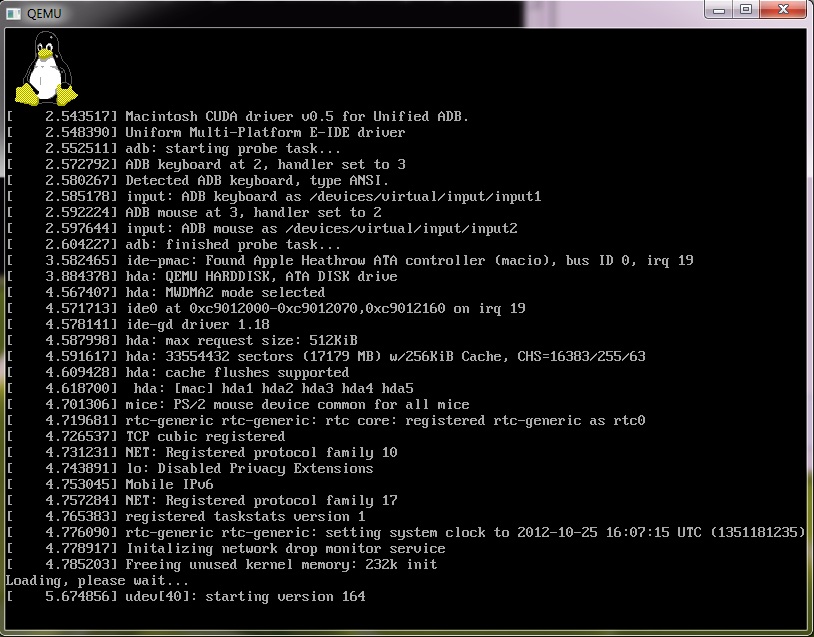 QEMU
[    2.543517] Macintosh CUDA driver v0.5 for Unified ADB.
[    2.548390] Uniform Multi-Platform E-IDE driver
[    2.552511] adb: starting probe task...
[    2.572792] ADB keyboard at 2, handler set to 3
[    2.580267] Detected ADB keyboard, type ANSI.
[    2.585178] input: ADB keyboard as /devices/virtual/input/input1
[    2.592224] ADB mouse at 3, handler set to 2
[    2.597644] input: ADB mouse as /devices/virtual/input/input2
[    2.604227] adb: finished probe task...
[    3.582465] ide-pmac: Found Apple Heathrow ATA controller (macio), bus ID 0, irq 19
[    3.884378] hda: QEMU HARDDISK, ATA DISK drive
[    4.567407] hda: MWDMA2 mode selected
[    4.571713] ide0 at 0xc9012000-0xc9012070,0xc9012160 on irq 19
[    4.578141] ide-gd driver 1.18
[    4.587998] hda: max request size: 512KiB
[    4.591617] hda: 33554432 sectors (17179 MB) w/256KiB Cache, CHS=16383/255/63
[    4.609428] hda: cache flushes supported
[    4.618700]  hda: [mac] hda1 hda2 hda3 hda4 hda5
[    4.701306] mice: PS/2 mouse device common for all mice
[    4.719681] rtc-generic rtc-generic: rtc core: registered rtc-generic as rtc0
[    4.726537] TCP cubic registered
[    4.731231] NET: Registered protocol family 10
[    4.743891] lo: Disabled Privacy Extensions
[    4.753045] Mobile IPv6
[    4.757284] NET: Registered protocol family 17
[    4.765383] registered taskstats version 1
[    4.776090] rtc-generic rtc-generic: setting system clock to 2012-10-25 16:07:15 UTC (1351181235)
[    4.778917] Initalizing network drop monitor service
[    4.785203] Freeing unused kernel memory: 232k init
Loading, please wait...
[    5.674856] udev[40]: starting version 164